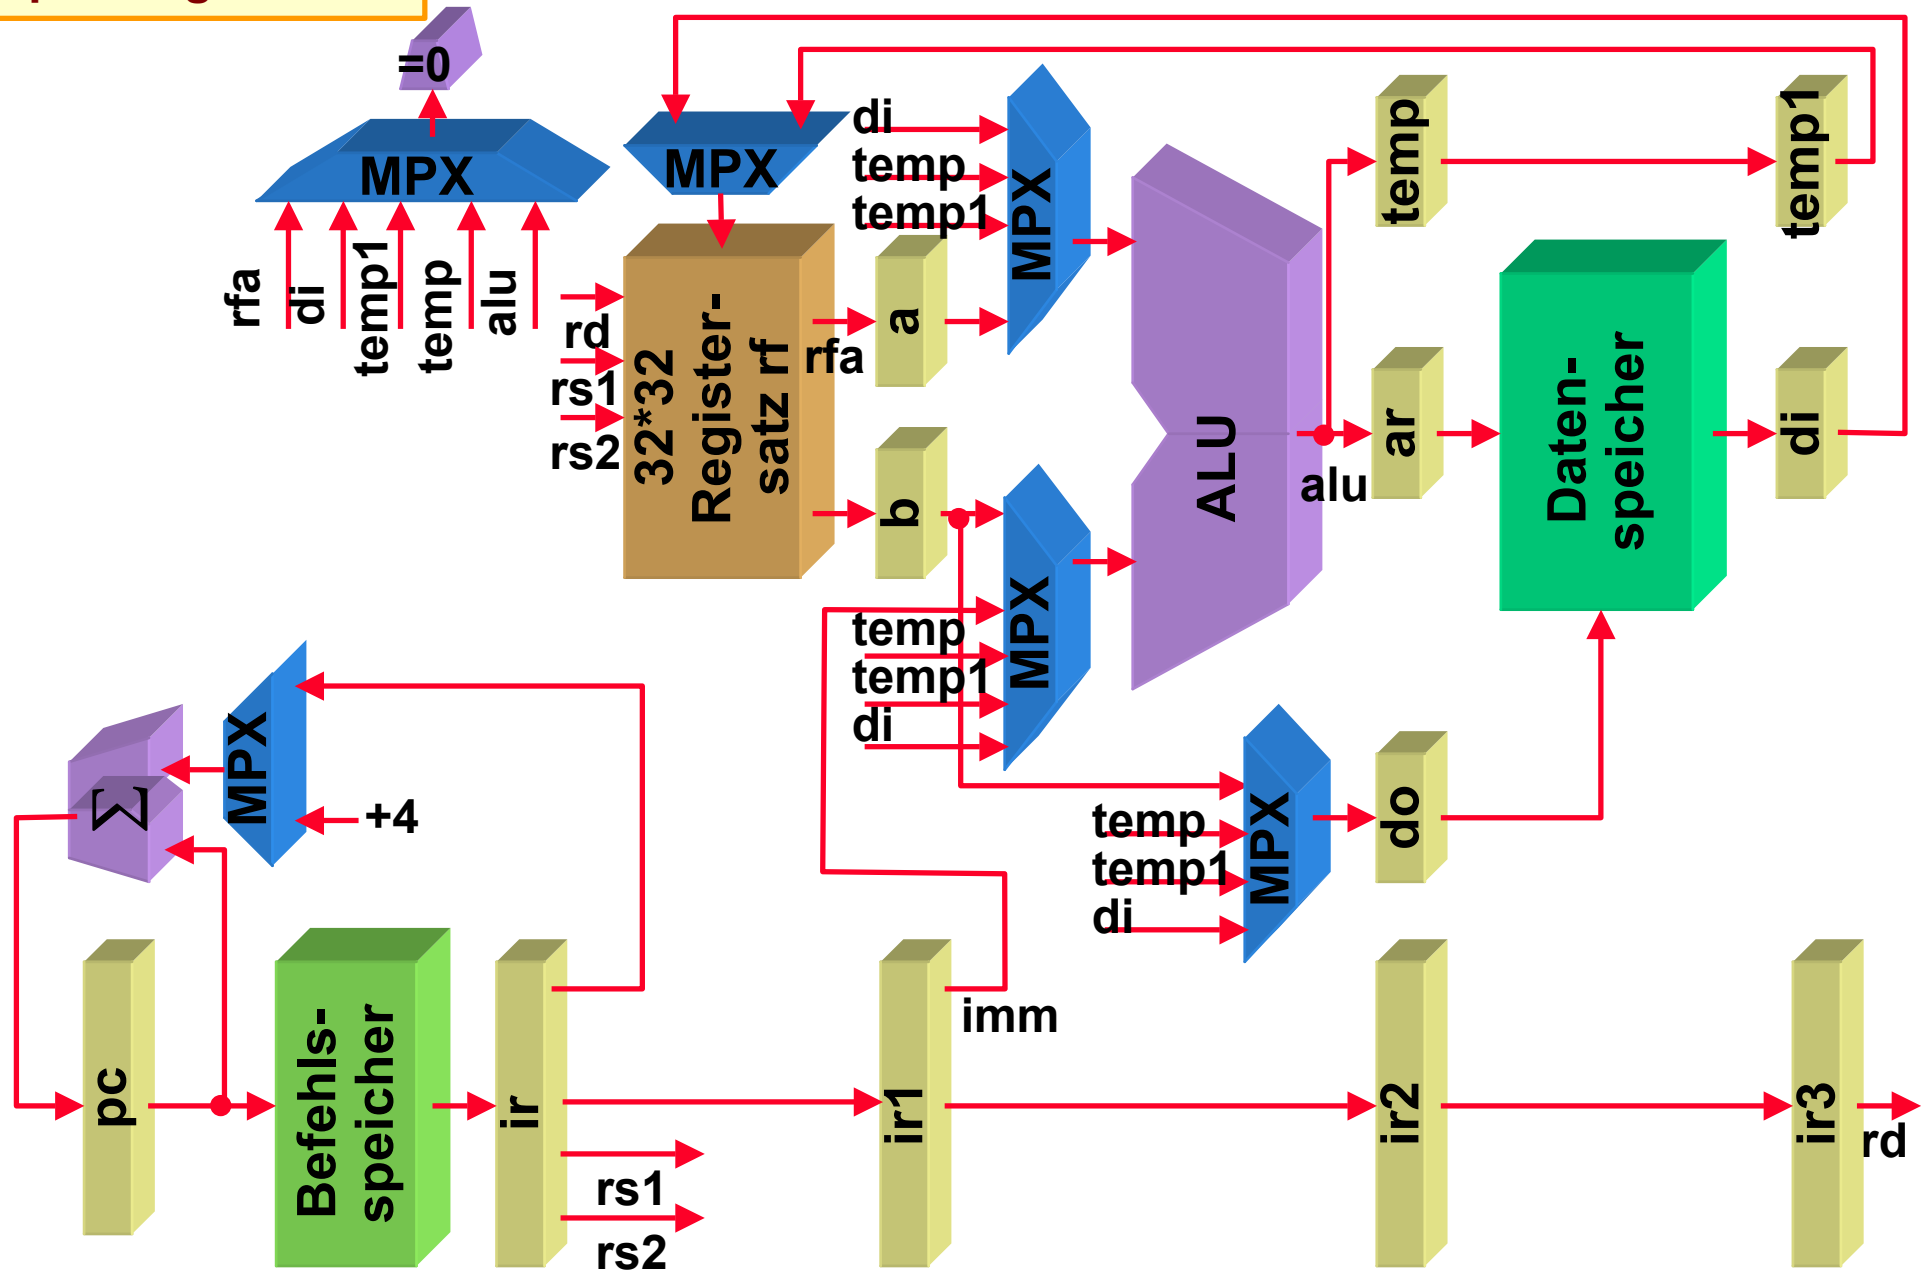 =0
MPX
rfa
di
temp1
temp
alu
MPX
rd
rs1
rs2
32*32
Register-
satz rf
rfa
a
b
di
temp
temp1
MPX
temp
temp1
di
MPX
ALU
alu
temp
temp1
ar
Daten-
speicher
di
temp
temp1
di
MPX
do
MPX
+4
Σ
pc
Befehls-
speicher
ir
rs1
rs2
ir1
imm
ir2
ir3
rd